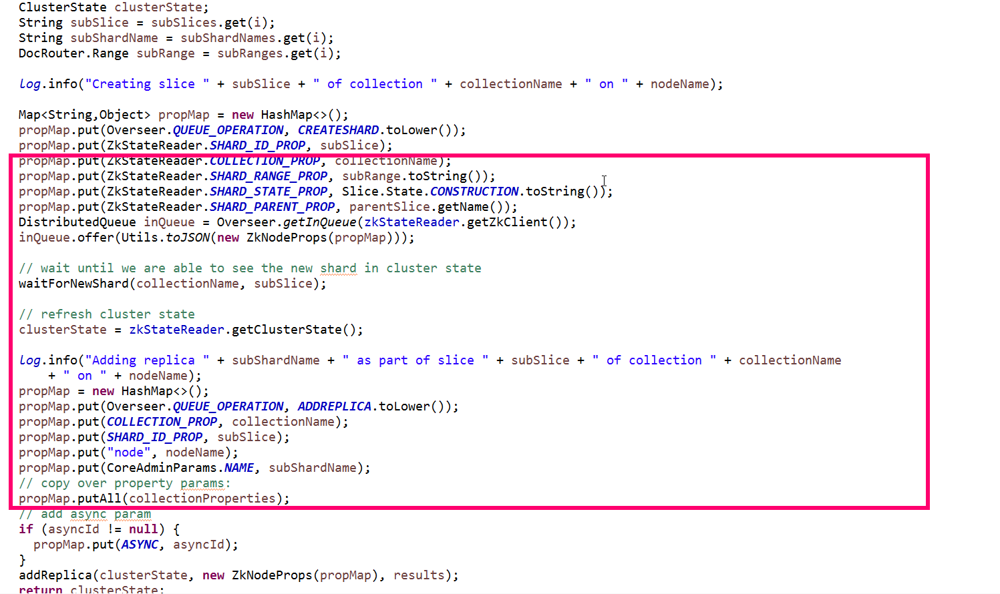 ClusterState clusterState;
String subSlice = subSlices.get(i);
String subShardName = subShardNames.get(i);
DocRouter.Range subRange = subRanges.get(i);
log.info("Creating slice " + subSlice + " of collection " + collectionName + " on " + nodeName);
Map<String,Object> propMap = new HashMap<>();
propMap.put(Overseer.QUEUE_OPERATION, CREATESHARD.toLower());
propMap.put(ZkStateReader.SHARD_ID_PROP, subSlice);
propMap.put(ZkStateReader.COLLECTION_PROP, collectionName);
propMap.put(ZkStateReader.SHARD_RANGE_PROP, subRange.toString());
propMap.put(ZkStateReader.SHARD_STATE_PROP, Slice.State.CONSTRUCTION.toString());
propMap.put(ZkStateReader.SHARD_PARENT_PROP, parentSlice.getName());
DistributedQueue inQueue = Overseer.getInQueue(zkStateReader.getZkClient());
inQueue.offer(Utils.toJSON(new ZkNodeProps(propMap)));
// wait until we are able to see the new shard in cluster state
waitForNewShard(collectionName, subSlice);
// refresh cluster state
clusterState = zkStateReader.getClusterState();
log.info("Adding replica " + subShardName + " as part of slice " + subSlice + " of collection " + collectionName
+ " on " + nodeName);
propMap = new HashMap<>();
propMap.put(Overseer.QUEUE_OPERATION, ADDREPLICA.toLower());
propMap.put(COLLECTION_PROP, collectionName);
propMap.put(SHARD_ID_PROP, subSlice);
propMap.put("node", nodeName);
propMap.put(CoreAdminParams.NAME, subShardName);
// copy over property params:
propMap.putAll(collectionProperties);
// add async param
if (asyncId != null) {
propMap.put(ASYNC, asyncId);
}
addReplica(clusterState, new ZkNodeProps(propMap), results);
return clusterState;